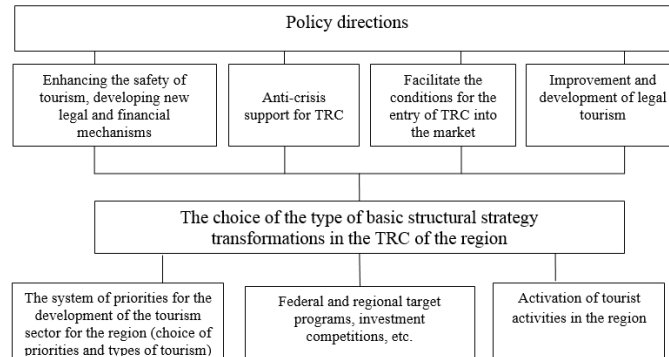 Policy directions
Enhancing the safety of
tourism, developing new
legal and financial
mechanisms
Anti-crisis
support for TRC
Facilitate the
conditions for the
entry of TRC into
the market
Improvement and
development of legal
tourism
The choice of the type of basic structural strategy
transformations in the TRC of the region
The system of priorities for the
development of the tourism
sector for the region (choice of
priorities and types of tourism)
Federal and regional target
programs, investment
competitions, etc.
Activation of tourist
activities in the region